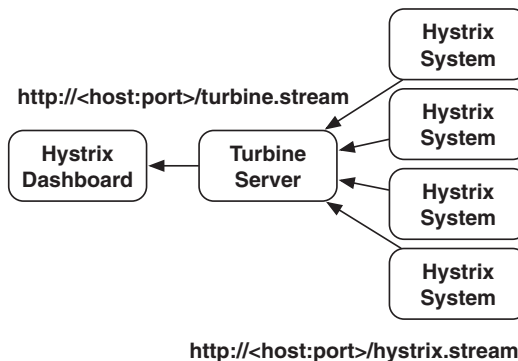 Hystrix
System
http://<host:port>/turbine.stream
Hystrix
System
Hystrix
Dashboard
Turbine
Server
Hystrix
System
Hystrix
System
http://<host:port>/hystrix.stream